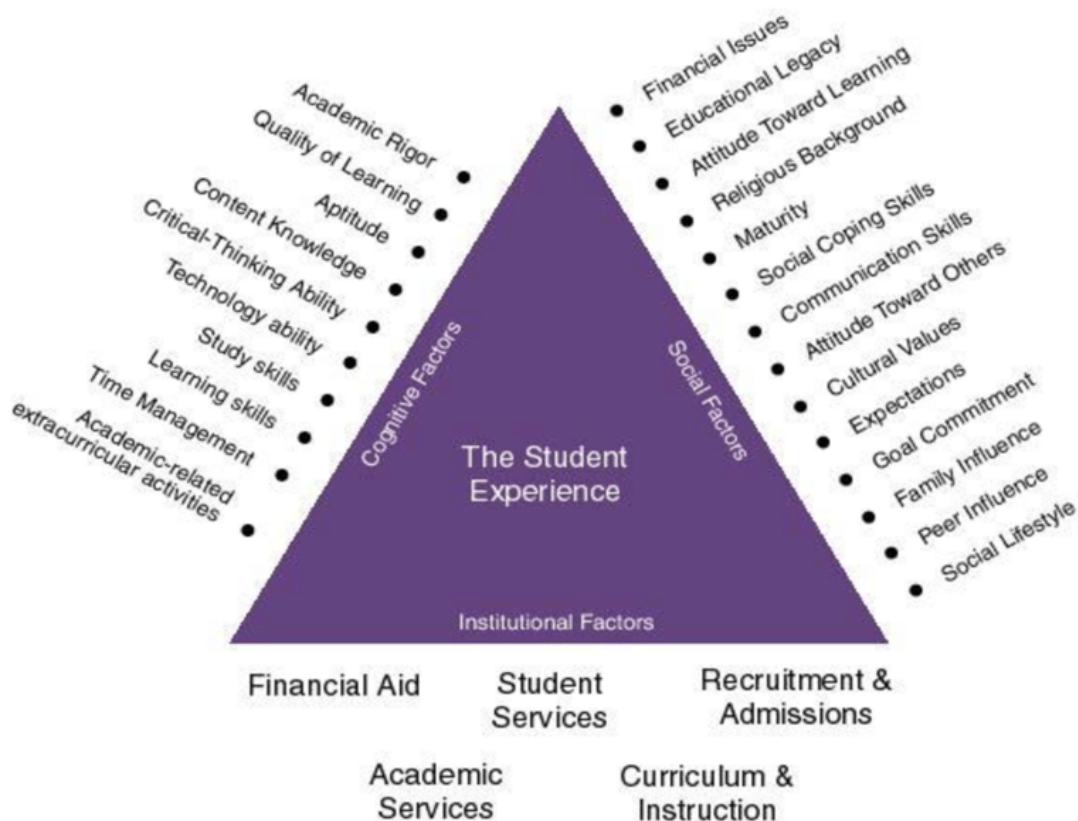 Academic Rigor
Quality of Learning
Aptitude
Content Knowledge
Critical-Thinking Ability
Technology ability
Study skills
Learning skills
Time Management
Academic-related
extracurricular activities
Financial Issues
Educational Legacy
Attitude Toward Learning
Religious Background
Maturity
Social Coping Skills
Communication Skills
Attitude Toward Others
Cultural Values
Expectations
Goal Commitment
Family Influence
Peer Influence
Social Lifestyle
Cognitive Factors
Social Factors
The Student
Experience
Institutional Factors
Financial Aid
Student
Services
Recruitment &
Admissions
Academic
Services
Curriculum &
Instruction